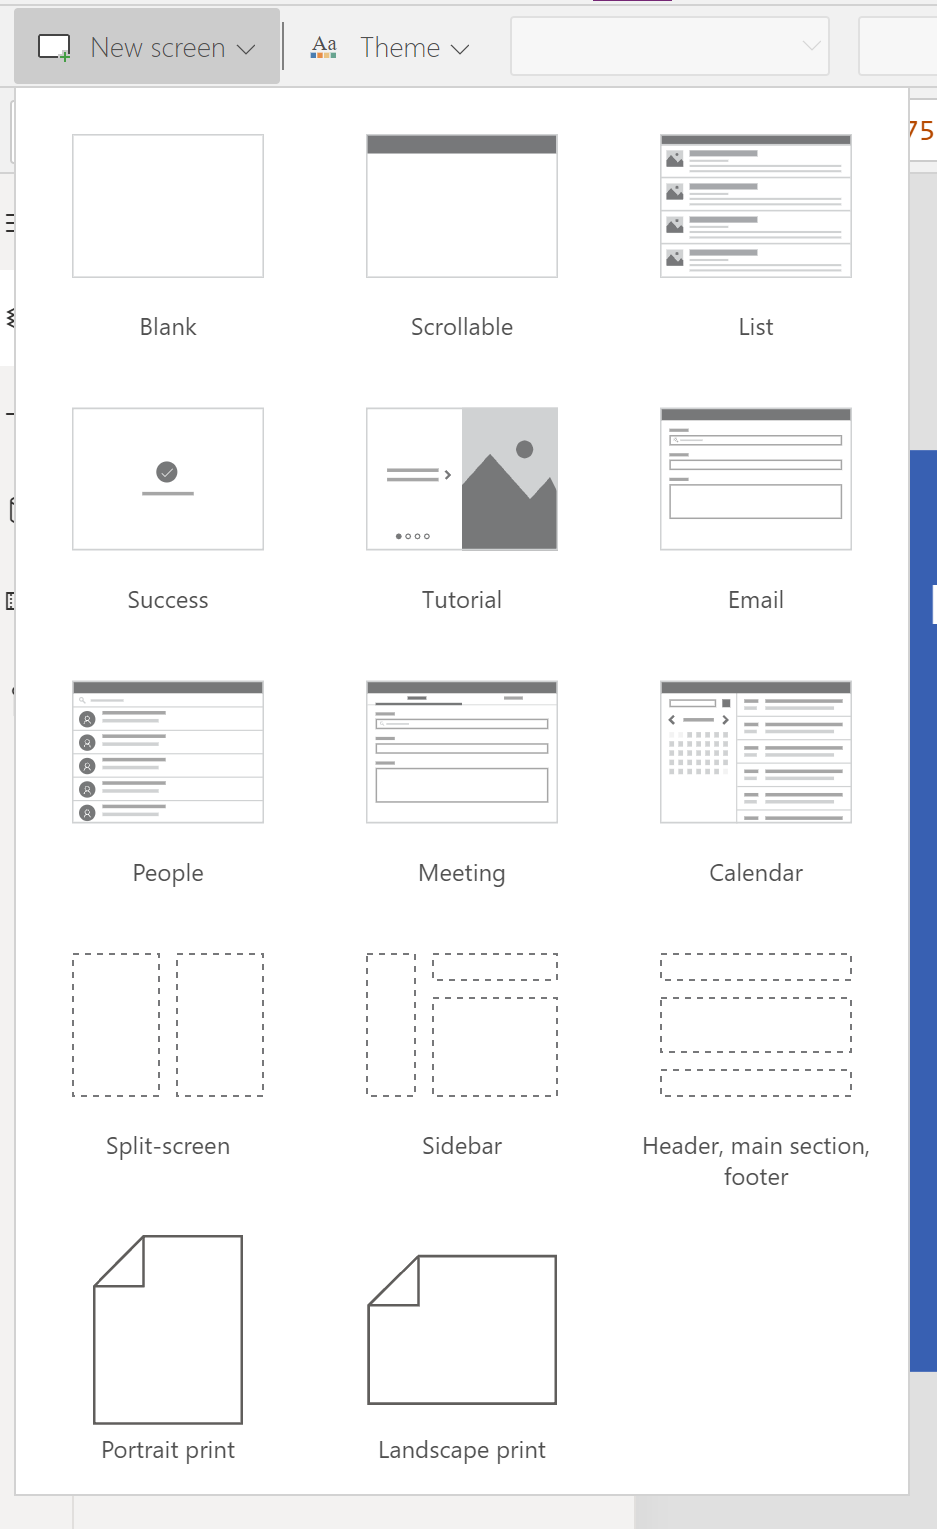 New screen
Aa Theme
75
Blank Scrollable List
Success Tutorial Email
People Meeting Calendar
Split-screen Sidebar Header, main section,
footer
Portrait print Landscape print